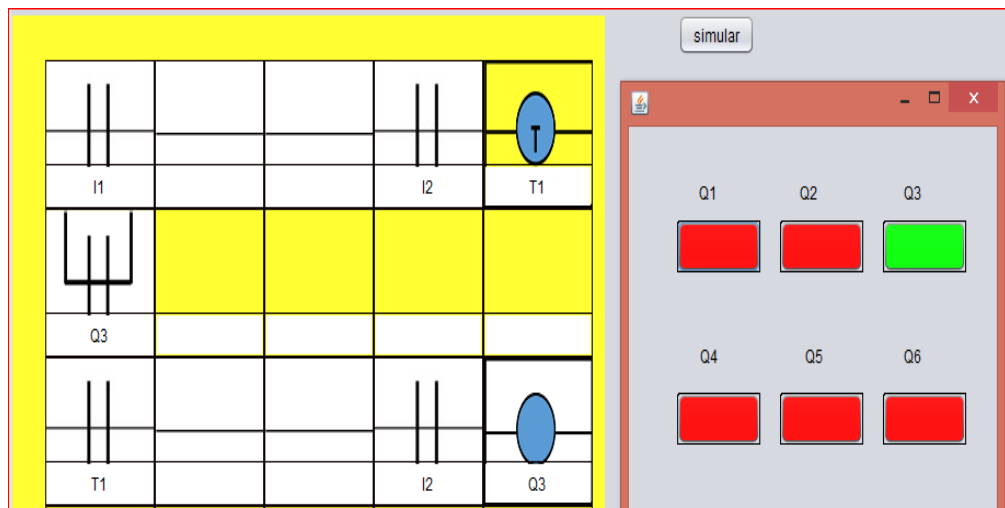 simular
I1 I2 T1
Q3
T1 I2 Q3
T
Q1 Q2 Q3
Q4 Q5 Q6